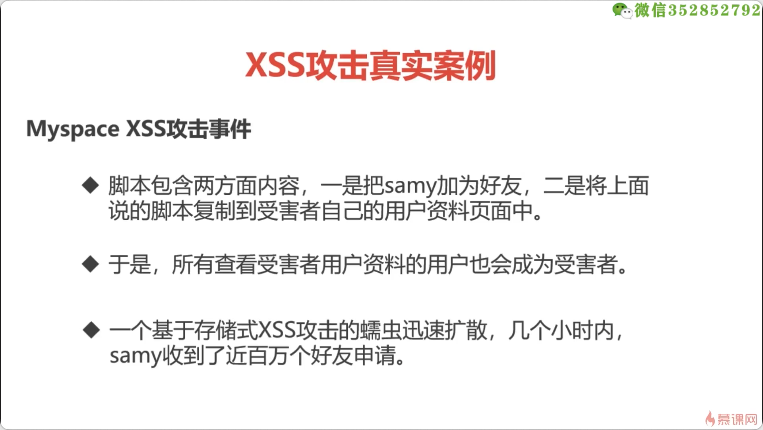 微信352852792
XSS攻击真实案例
Myspace XSS攻击事件
◆ 脚本包含两方面内容，一是把samy加为好友，二是将上面
说的脚本复制到受害者自己的用户资料页面中。
◆ 于是，所有查看受害者用户资料的用户也会成为受害者。
◆ 一个基于存储式XSS攻击的蠕虫迅速扩散，几个小时内，
samy收到了近百万个好友申请。
慕课网